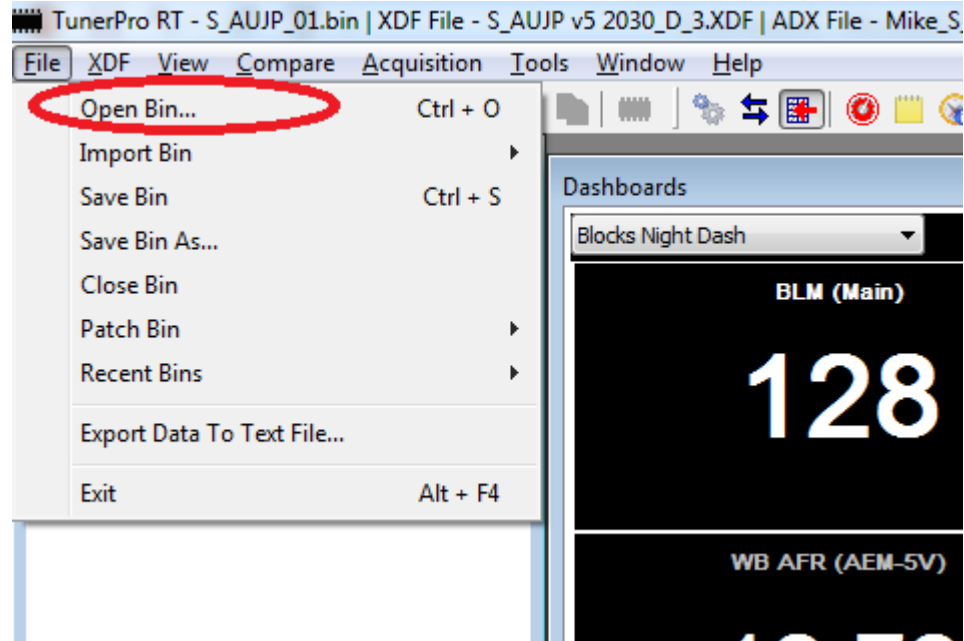 TunerPro RT - S_AUJP_01.bin | XDF File - S_AUJP v5 2030_D_3.XDF | ADX File - Mike_S_
File XDF View Compare Acquisition Tools Window Help
Open Bin... Ctrl + O
Import Bin
Save Bin Ctrl + S
Save Bin As...
Close Bin
Patch Bin
Recent Bins
Export Data To Text File...
Exit Alt + F4
Dashboards
Blocks Night Dash
BLM (Main)
128
WB AFR (AEM-5V)